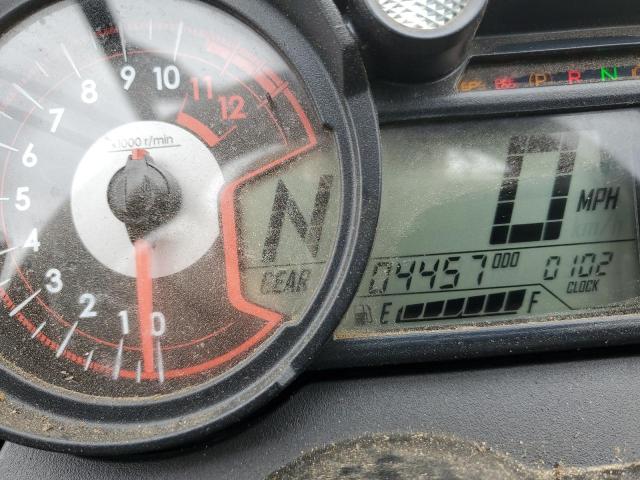 0 1 2 3 4 5 6 7 8 9 10 11 12
x1000 r/min
N
GEAR
(P) R N
0 MPH
km/h
04457 000 0102
CLOCK
E F